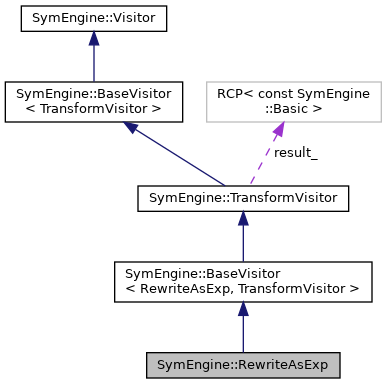 SymEngine::Visitor
SymEngine::BaseVisitor
< TransformVisitor >
RCP< const SymEngine
::Basic >
result_
SymEngine::TransformVisitor
SymEngine::BaseVisitor
< RewriteAsExp, TransformVisitor >
SymEngine::RewriteAsExp